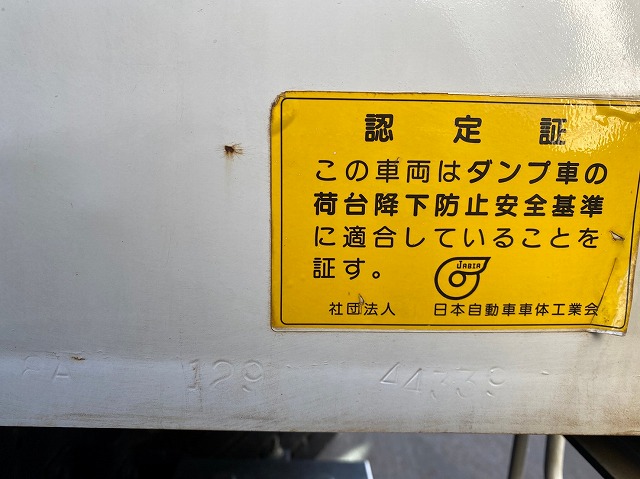 認定証
この車両はダンプ車の
荷台降下防止安全基準
に適合していることを
証す。
JABIA
社団法人 日本自動車車体工業会
129 44339